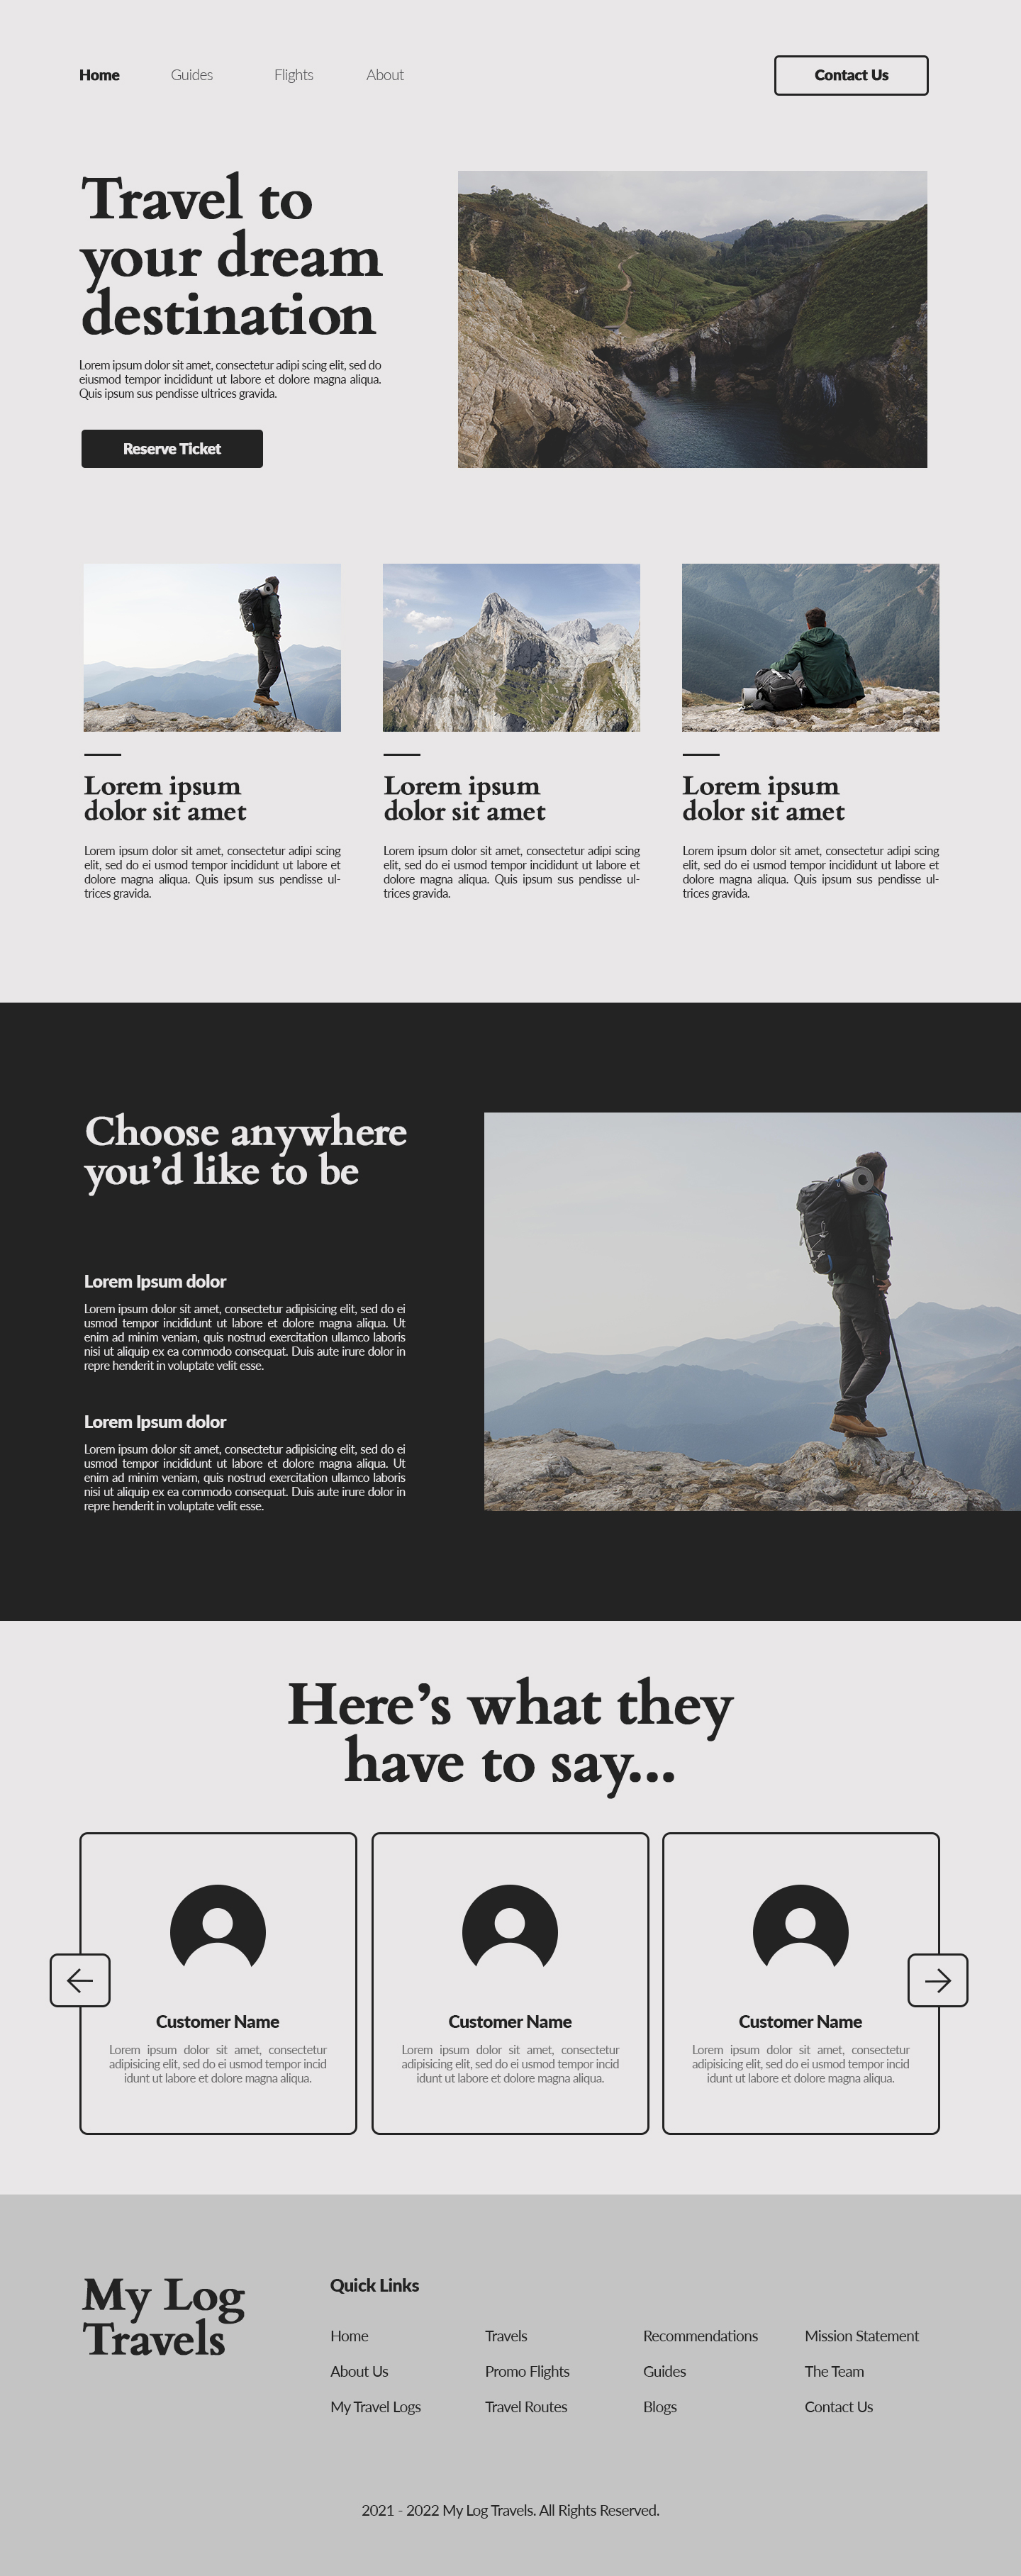 Home Guides Flights About Contact Us
Travel to
your dream
destination
Lorem ipsum dolor sit amet, consectetur adipi scing elit, sed do
eiusmod tempor incididunt ut labore et dolore magna aliqua.
Quis ipsum sus pendisse ultrices gravida.
Reserve Ticket
Lorem ipsum
dolor sit amet
Lorem ipsum dolor sit amet, consectetur adipi scing
elit, sed do ei usmod tempor incididunt ut labore et
dolore magna aliqua. Quis ipsum sus pendisse ul-
trices gravida.
Lorem ipsum
dolor sit amet
Lorem ipsum dolor sit amet, consectetur adipi scing
elit, sed do ei usmod tempor incididunt ut labore et
dolore magna aliqua. Quis ipsum sus pendisse ul-
trices gravida.
Lorem ipsum
dolor sit amet
Lorem ipsum dolor sit amet, consectetur adipi scing
elit, sed do ei usmod tempor incididunt ut labore et
dolore magna aliqua. Quis ipsum sus pendisse ul-
trices gravida.
Choose anywhere
you’d like to be
Lorem Ipsum dolor
Lorem ipsum dolor sit amet, consectetur adipisicing elit, sed do ei
usmod tempor incididunt ut labore et dolore magna aliqua. Ut
enim ad minim veniam, quis nostrud exercitation ullamco laboris
nisi ut aliquip ex ea commodo consequat. Duis aute irure dolor in
repre henderit in voluptate velit esse.
Lorem Ipsum dolor
Lorem ipsum dolor sit amet, consectetur adipisicing elit, sed do ei
usmod tempor incididunt ut labore et dolore magna aliqua. Ut
enim ad minim veniam, quis nostrud exercitation ullamco laboris
nisi ut aliquip ex ea commodo consequat. Duis aute irure dolor in
repre henderit in voluptate velit esse.
Here’s what they
have to say...
Customer Name
Lorem ipsum dolor sit amet, consectetur
adipisicing elit, sed do ei usmod tempor incid
idunt ut labore et dolore magna aliqua.
Customer Name
Lorem ipsum dolor sit amet, consectetur
adipisicing elit, sed do ei usmod tempor incid
idunt ut labore et dolore magna aliqua.
Customer Name
Lorem ipsum dolor sit amet, consectetur
adipisicing elit, sed do ei usmod tempor incid
idunt ut labore et dolore magna aliqua.
My Log
Travels
Quick Links
Home Travels Recommendations Mission Statement
About Us Promo Flights Guides The Team
My Travel Logs Travel Routes Blogs Contact Us
2021 - 2022 My Log Travels. All Rights Reserved.